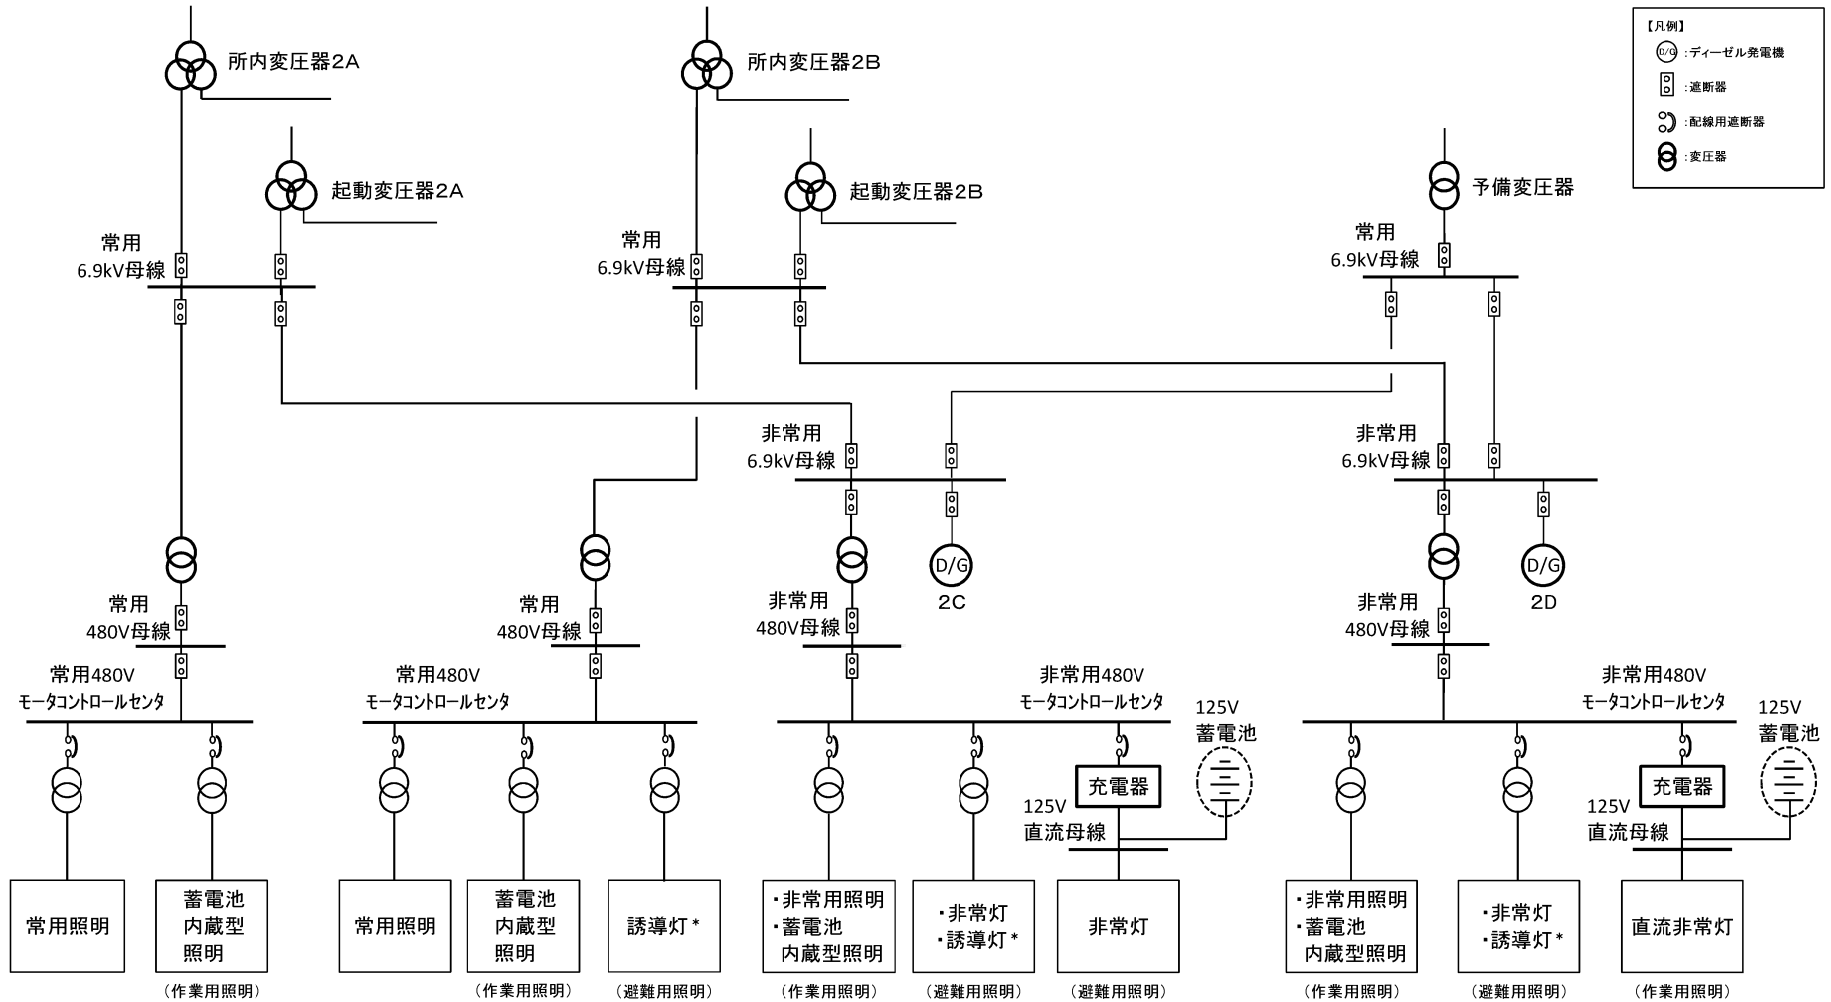 所内変圧器2A
所内変圧器2B
【凡例】
D/G
:ディーゼル発電機
:遮断器
:配線用遮断器
:変圧器
起動変圧器2A
起動変圧器2B
予備変圧器
常用
6.9kV母線
常用
6.9kV母線
常用
6.9kV母線
非常用
6.9kV母線
非常用
6.9kV母線
D/G
2C
D/G
2D
常用
480V母線
常用
480V母線
非常用
480V母線
非常用
480V母線
常用480V
モータコントロールセンタ
常用480V
モータコントロールセンタ
非常用480V
モータコントロールセンタ
125V
蓄電池
非常用480V
モータコントロールセンタ
125V
蓄電池
充電器
125V
直流母線
充電器
125V
直流母線
常用照明
蓄電池
内蔵型
照明
(作業用照明)
常用照明
蓄電池
内蔵型
照明
(作業用照明)
誘導灯*
(避難用照明)
・非常用照明
・蓄電池
内蔵型照明
(作業用照明)
・非常灯
・誘導灯*
(避難用照明)
非常灯
(避難用照明)
・非常用照明
・蓄電池
内蔵型照明
(作業用照明)
・非常灯
・誘導灯*
(避難用照明)
直流非常灯
(作業用照明)